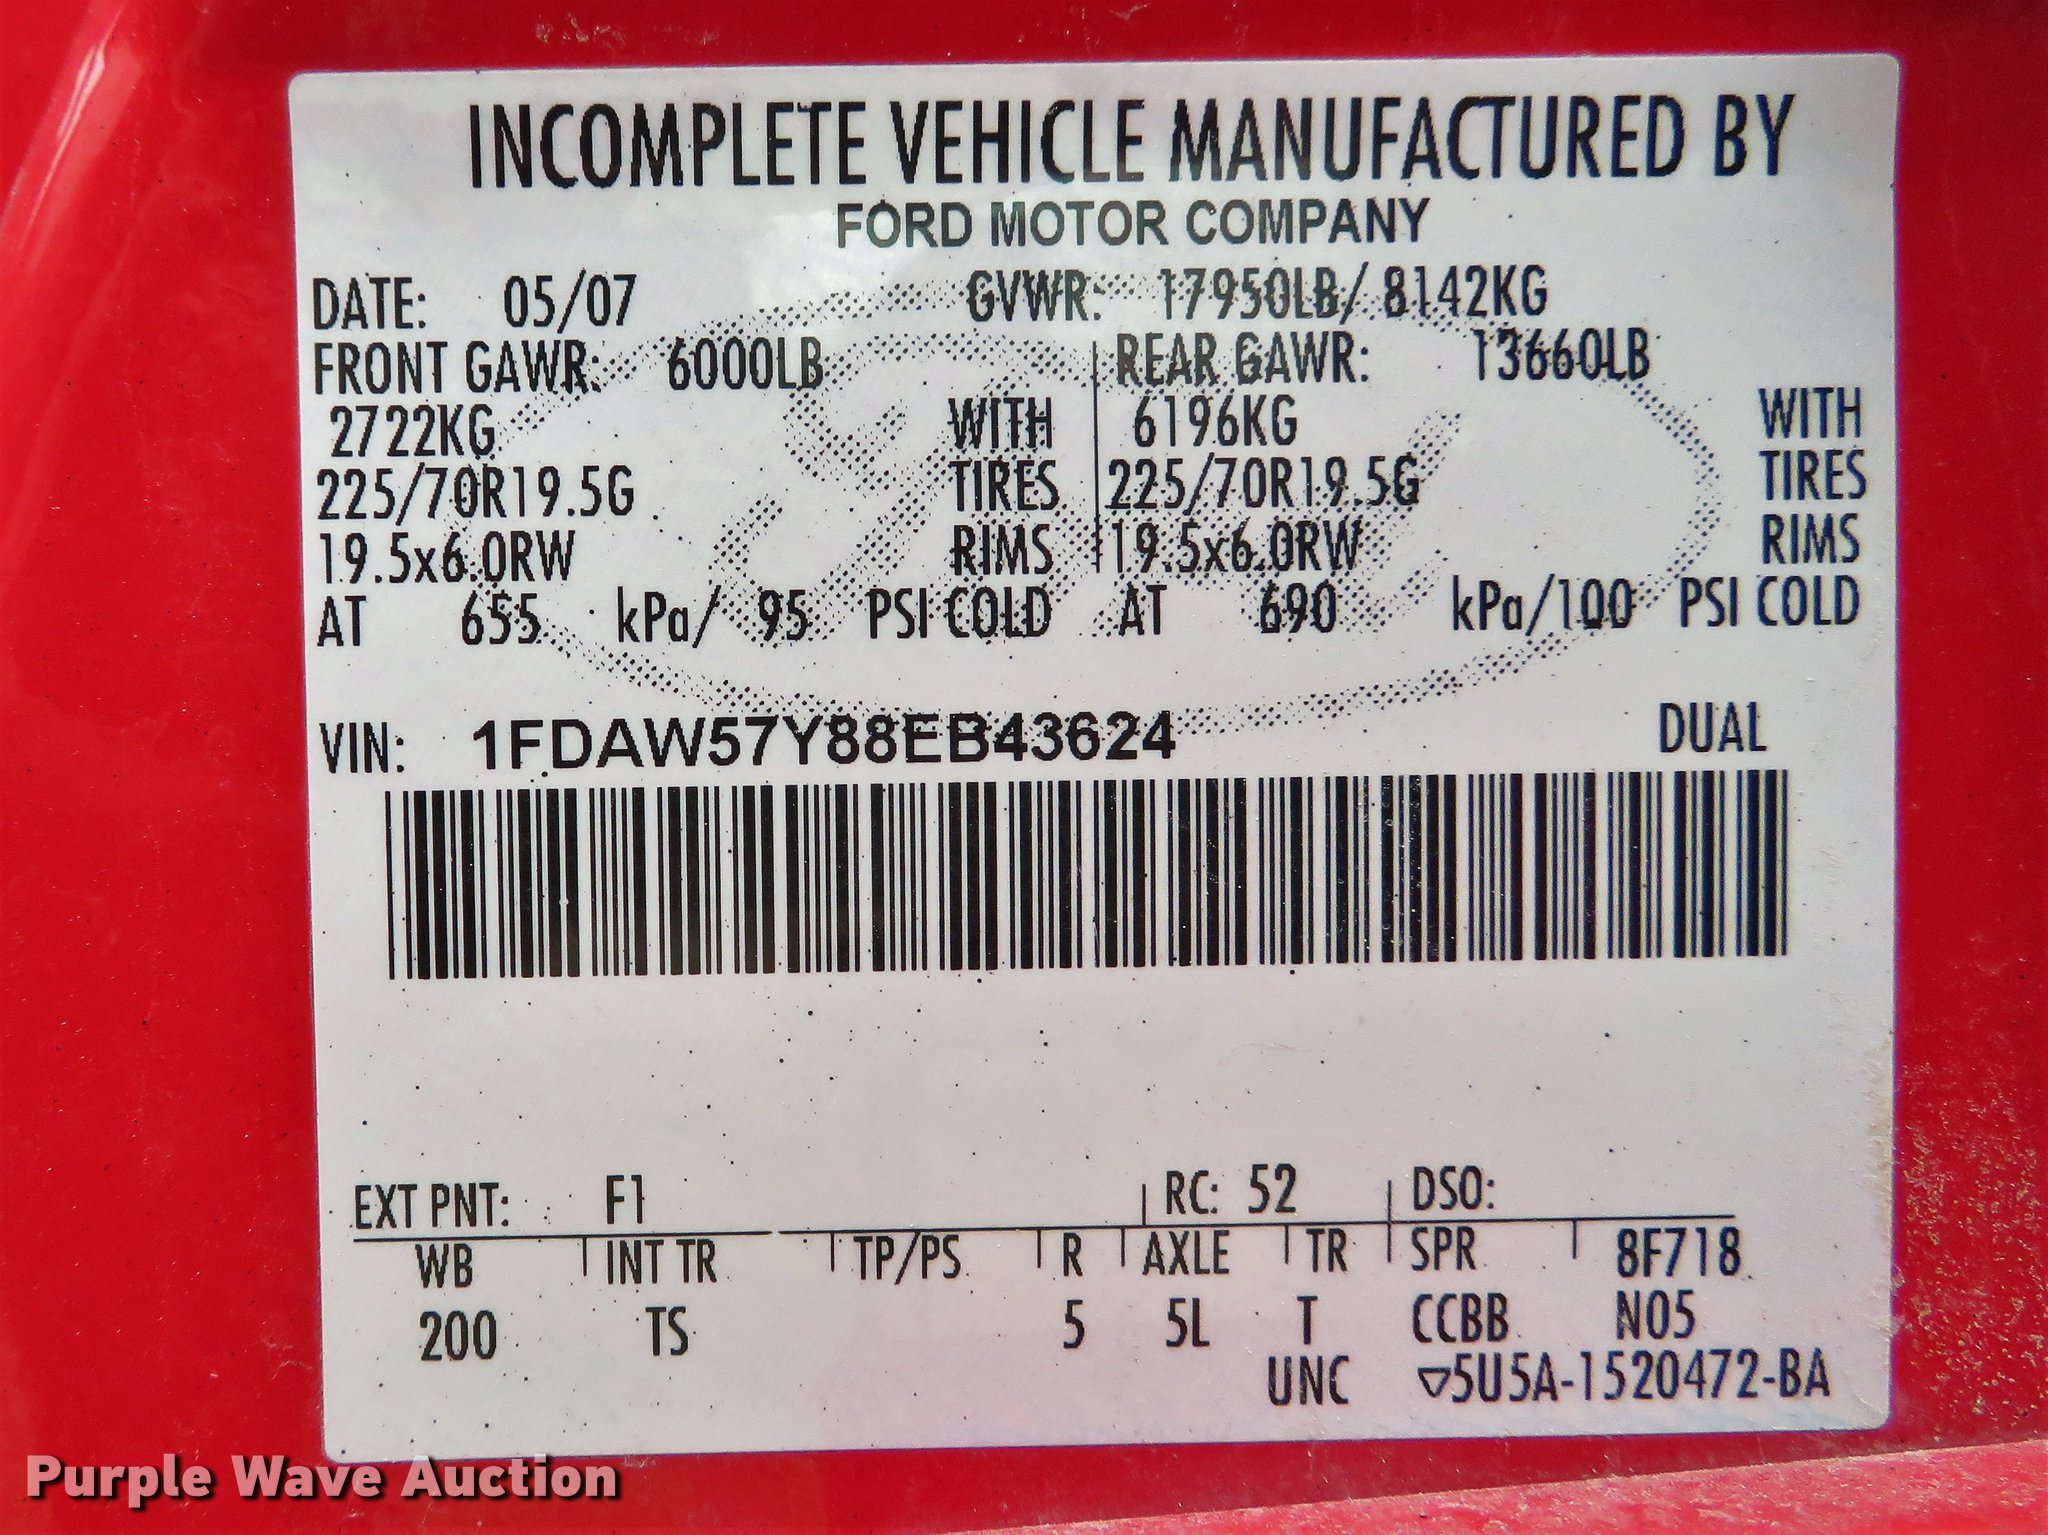 INCOMPLETE VEHICLE MANUFACTURED BY
FORD MOTOR COMPANY
DATE: 05/07 GVWR: 17950LB/ 8142KG
FRONT GAWR: 6000LB REAR GAWR: 13660LB
2722KG WITH 6196KG WITH
225/70R19.5G TIRES 225/70R19.5G TIRES
19.5x6.0RW RIMS 19.5x6.0RW RIMS
AT 655 kPa/ 95 PSI COLD AT 690 kPa/100 PSI COLD
VIN: 1FDAW57Y88EB43624 DUAL
EXT PNT: F1 RC: 52 DSO:
WB INT TR TP/PS R AXLE TR SPR 8F718
200 TS 5 5L T CCBB N05
UNC 5U5A-1520472-BA
Purple Wave Auction